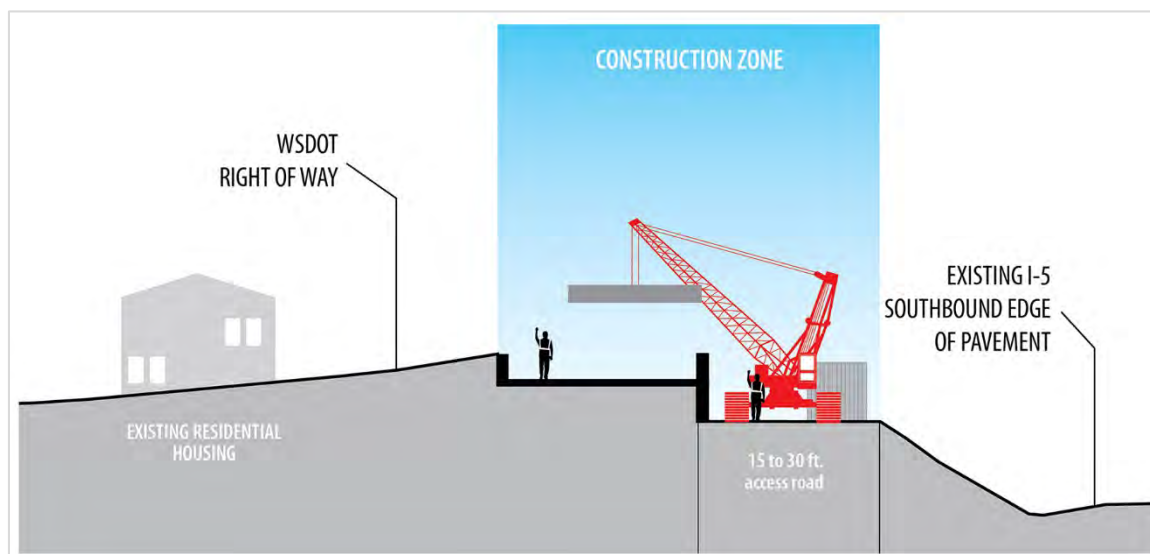 CONSTRUCTION ZONE
WSDOT
RIGHT OF WAY
EXISTING I-5
SOUTHBOUND EDGE
OF PAVEMENT
EXISTING RESIDENTIAL
HOUSING
15 to 30 ft.
access road